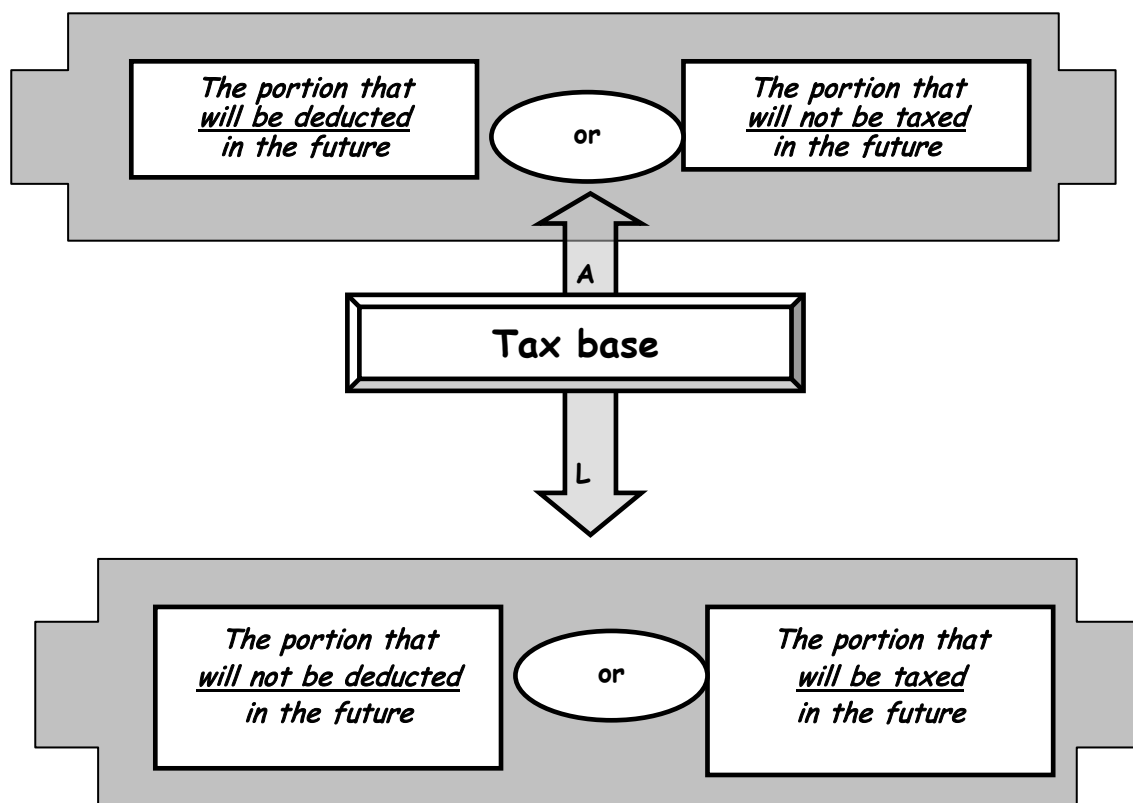 The portion that
will be deducted
in the future
or
The portion that
will not be taxed
in the future
A
Tax base
L
The portion that
will not be deducted
in the future
or
The portion that
will be taxed
in the future